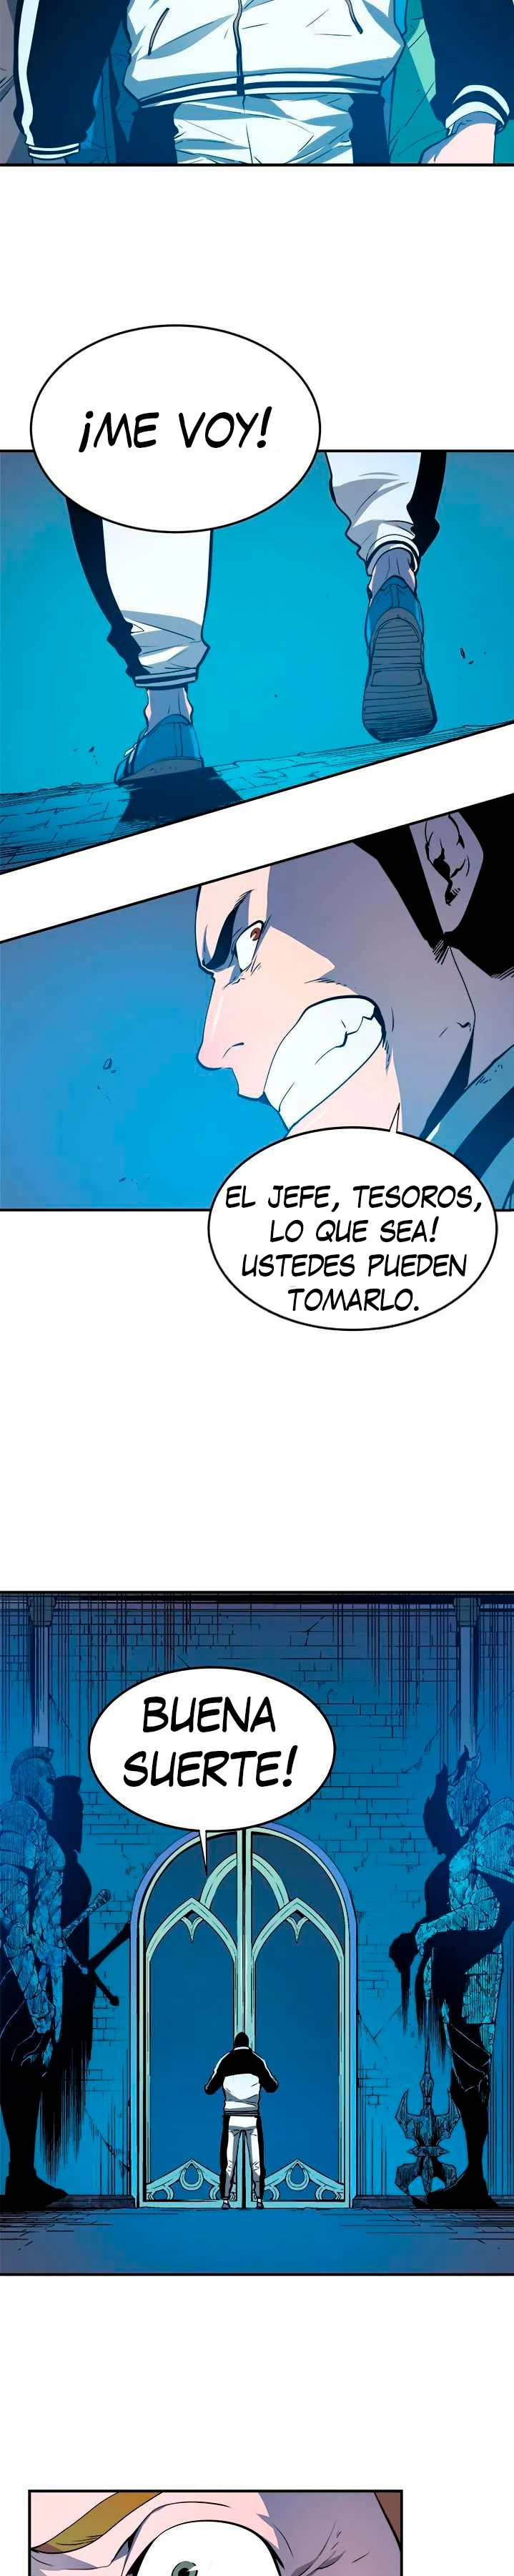 ¡ME VOY!
EL JEFE, TESOROS,
LO QUE SEA!
USTEDES PUEDEN
TOMARLO.
BUENA
SUERTE!